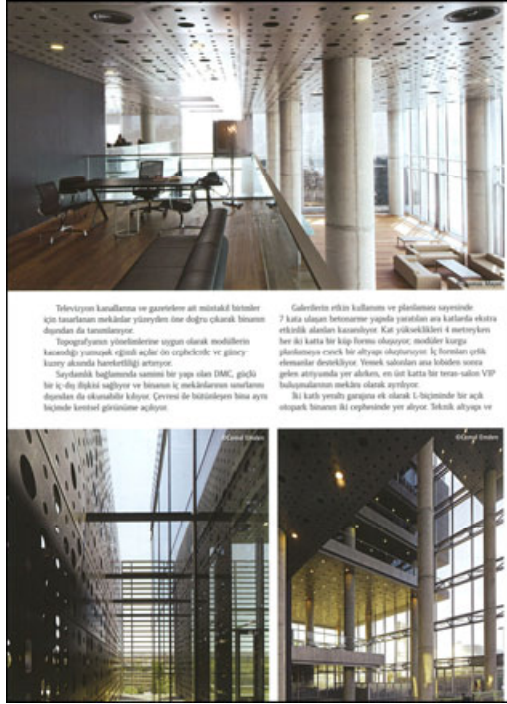 ©Cemal Emden
Televizyon kanallarına ve gazetelere ait müstakil birimler
için tasarlanan mekânlar yüzeyden öne doğru çıkarak binanın
dışından da tanımlanıyor.
Topografyanın yönelimlerine uygun olarak modüllerin
kazandığı yumuşak eğimli açılar ön cephelerde ve güney-
kuzey aksında hareketliliği artırıyor.
Saydamlık bağlamında samimi bir yapı olan DMC, güçlü
bir iç-dış ilişkisi sağlıyor ve binanın iç mekânlarının sınırlarını
dışından da okunabilir kılıyor. Çevresi ile bütünleşen bina aynı
biçimde kentsel görünüme açılıyor.
Galerilerin etkin kullanımı ve planlaması sayesinde
7 kata ulaşan betonarme yapıda yaratılan ara katlarda ekstra
etkinlik alanları kazanılıyor. Kat yükseklikleri 4 metreyken
her iki katta bir küp formu oluşuyor; modüler kurgu
planlamaya esnek bir altyapı oluşturuyor. İç formları çelik
elemanlar destekliyor. Yemek salonları ana lobiden sonra
gelen atriyumda yer alırken, en üst katta bir teras-salon VIP
buluşmalarının mekânı olarak ayrılıyor.
İki katlı yeraltı garajına ek olarak L-biçiminde bir açık
otopark binanın iki cephesinde yer alıyor. Teknik altyapı ve
©Cemal Emden